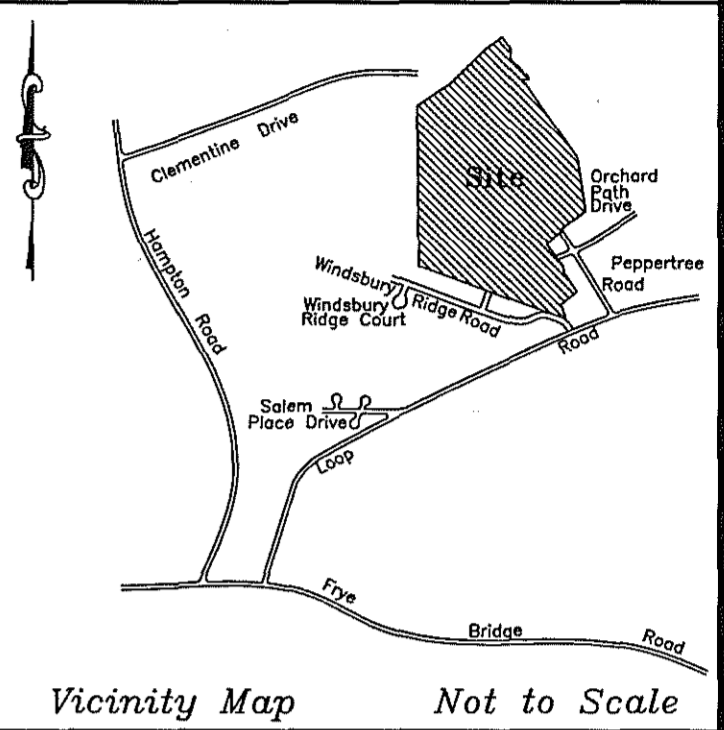 Clementine Drive
Site
Orchard
Path
Drive
Hampton Road
Peppertree
Road
Windsbury Ridge Road
Windsbury
Ridge Court
Salem
Place Drive
Loop Road
Frye Bridge Road
Vicinity Map Not to Scale